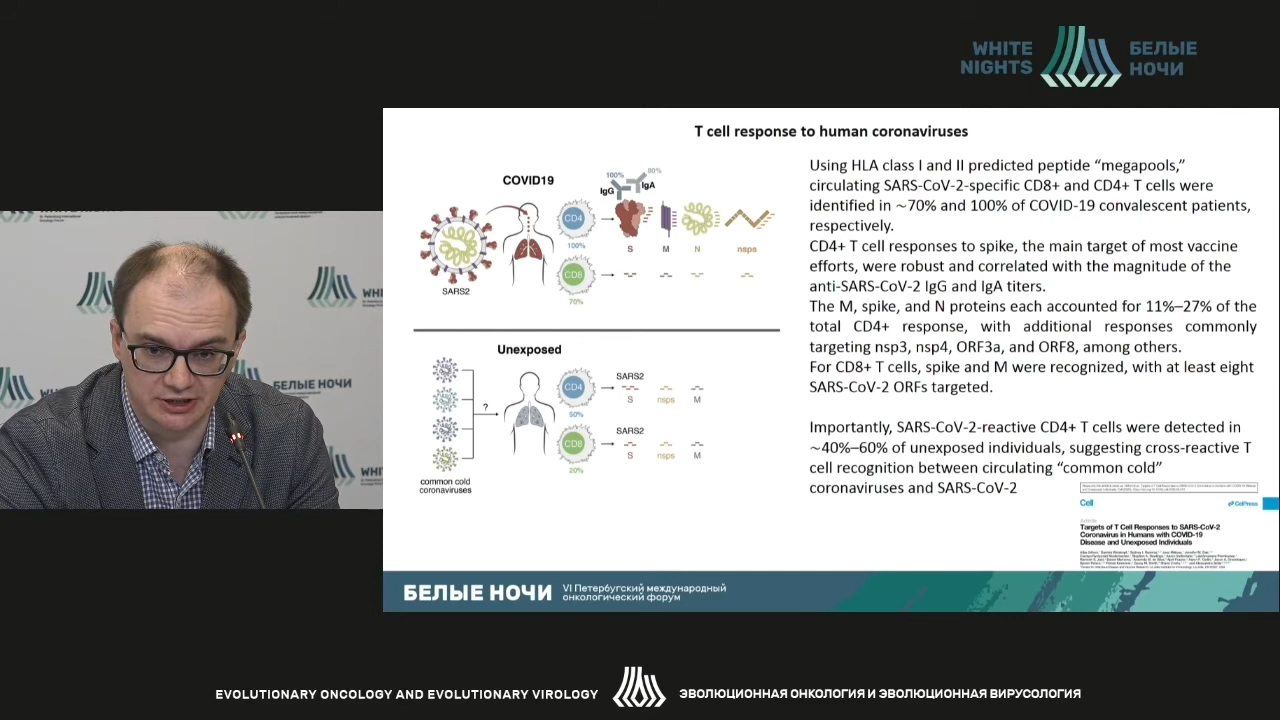 WHITE
NIGHTS
БЕЛЫЕ
НОЧИ
T cell response to human coronaviruses
COVID19
100%
80%
IgG
IgA
CD4
100%
S
M
N
nsps
CD8
70%
SARS2
Unexposed
?
CD4
50%
SARS2
S
nsps
M
CD8
20%
SARS2
S
nsps
M
common cold
coronaviruses
Using HLA class I and II predicted peptide “megapools,”
circulating SARS-CoV-2-specific CD8+ and CD4+ T cells were
identified in ~70% and 100% of COVID-19 convalescent patients,
respectively.
CD4+ T cell responses to spike, the main target of most vaccine
efforts, were robust and correlated with the magnitude of the
anti-SARS-CoV-2 IgG and IgA titers.
The M, spike, and N proteins each accounted for 11%–27% of the
total CD4+ response, with additional responses commonly
targeting nsp3, nsp4, ORF3a, and ORF8, among others.
For CD8+ T cells, spike and M were recognized, with at least eight
SARS-CoV-2 ORFs targeted.
Importantly, SARS-CoV-2-reactive CD4+ T cells were detected in
~40%–60% of unexposed individuals, suggesting cross-reactive T
cell recognition between circulating “common cold”
coronaviruses and SARS-CoV-2
Cell
CellPress
Article
Targets of T Cell Responses to SARS-CoV-2
Coronavirus in Humans with COVID-19
Disease and Unexposed Individuals
WHI
БЕЛЫЕ НОЧИ
WHIT
БЕЛЫЕ НОЧИ
VI Петербургский международный
онкологический форум
EVOLUTIONARY ONCOLOGY AND EVOLUTIONARY VIROLOGY
ЭВОЛЮЦИОННАЯ ОНКОЛОГИЯ И ЭВОЛЮЦИОННАЯ ВИРУСОЛОГИЯ